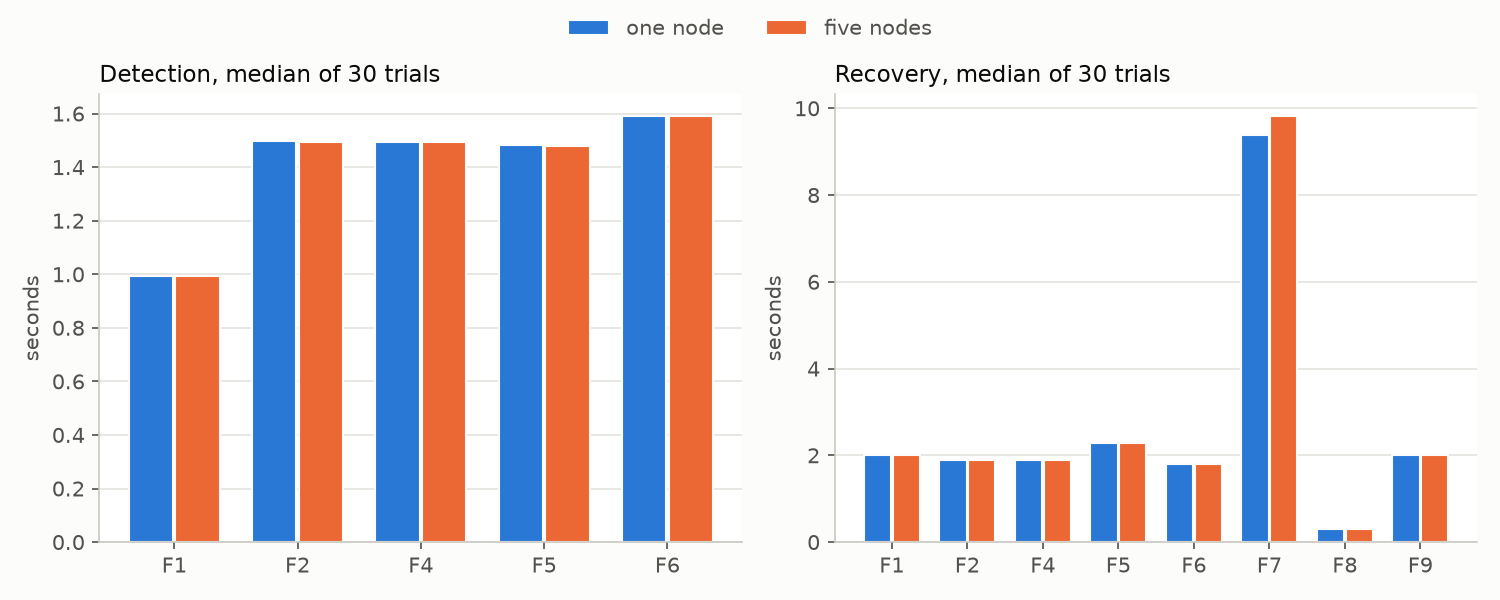 one node five nodes
Detection, median of 30 trials
seconds
1.6
1.4
1.2
1.0
0.8
0.6
0.4
0.2
0.0
F1 F2 F4 F5 F6
Recovery, median of 30 trials
seconds
10
8
6
4
2
0
F1 F2 F4 F5 F6 F7 F8 F9